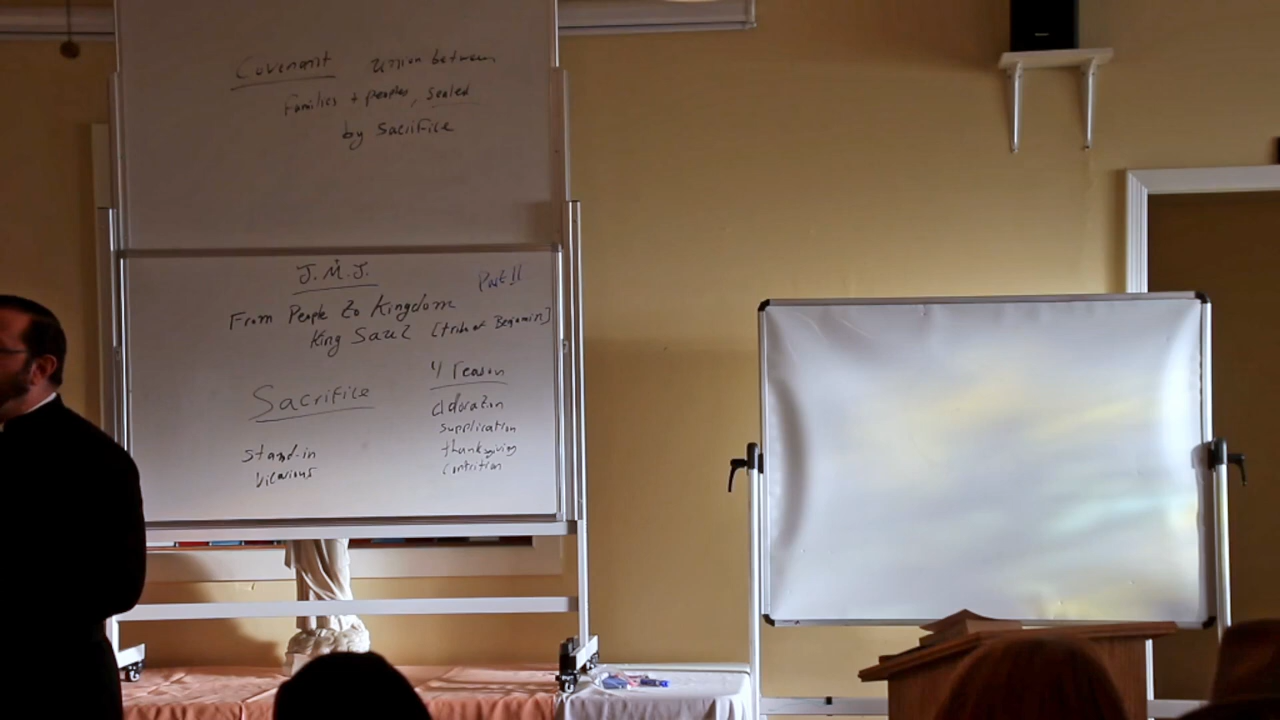 Covenant union between
Families + peoples, sealed
by sacrifice
J.M.J.
Part II
From People to Kingdom
King Saul [tribe of Benjamin]
4 reason
Sacrifice
adoration
supplication
stand-in
thanksgiving
vicarious
contrition